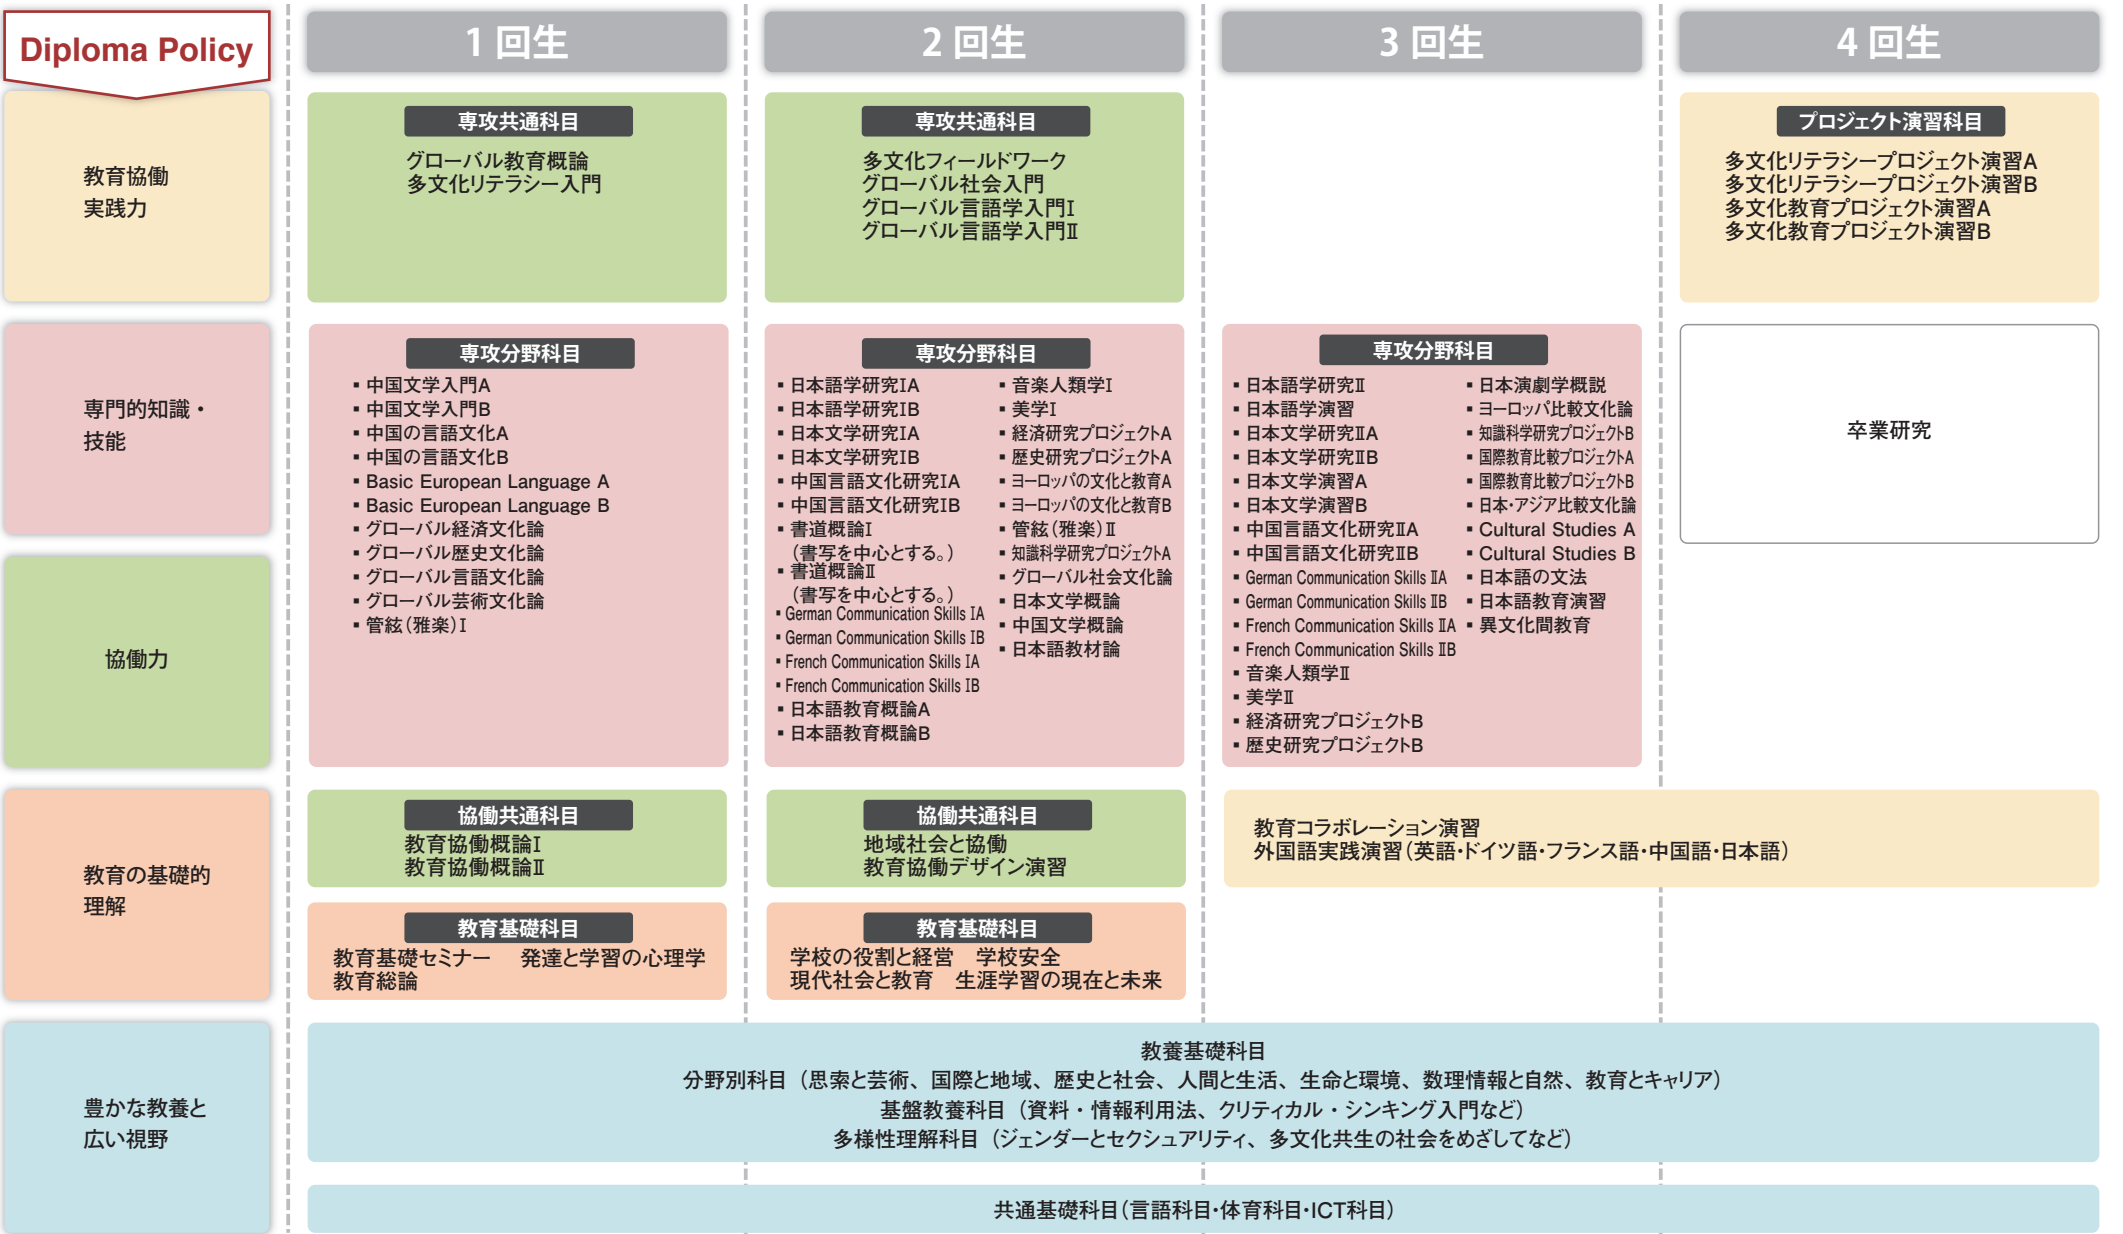 Diploma Policy
1 回生
2 回生
3 回生
4 回生
教育協働
実践力
専攻共通科目
グローバル教育概論
多文化リテラシー入門
専攻共通科目
多文化フィールドワーク
グローバル社会入門
グローバル言語学入門Ⅰ
グローバル言語学入門Ⅱ
プロジェクト演習科目
多文化リテラシープロジェクト演習A
多文化リテラシープロジェクト演習B
多文化教育プロジェクト演習A
多文化教育プロジェクト演習B
専門的知識・
技能
協働力
専攻分野科目
▪ 中国文学入門A
▪ 中国文学入門B
▪ 中国の言語文化A
▪ 中国の言語文化B
▪ Basic European Language A
▪ Basic European Language B
▪ グローバル経済文化論
▪ グローバル歴史文化論
▪ グローバル言語文化論
▪ グローバル芸術文化論
▪ 管絃（雅楽）Ⅰ
専攻分野科目
▪ 日本語学研究ⅠA
▪ 日本語学研究ⅠB
▪ 日本文学研究ⅠA
▪ 日本文学研究ⅠB
▪ 中国言語文化研究ⅠA
▪ 中国言語文化研究ⅠB
▪ 書道概論Ⅰ
（書写を中心とする。）
▪ 書道概論Ⅱ
（書写を中心とする。）
▪ German Communication Skills ⅠA
▪ German Communication Skills ⅠB
▪ French Communication Skills ⅠA
▪ French Communication Skills ⅠB
▪ 日本語教育概論A
▪ 日本語教育概論B
▪ 音楽人類学Ⅰ
▪ 美学Ⅰ
▪ 経済研究プロジェクトA
▪ 歴史研究プロジェクトA
▪ ヨーロッパの文化と教育A
▪ ヨーロッパの文化と教育B
▪ 管絃（雅楽）Ⅱ
▪ 知識科学研究プロジェクトA
▪ グローバル社会文化論
▪ 日本文学概論
▪ 中国文学概論
▪ 日本語教材論
専攻分野科目
▪ 日本語学研究Ⅱ
▪ 日本語学演習
▪ 日本文学研究ⅡA
▪ 日本文学研究ⅡB
▪ 日本文学演習A
▪ 日本文学演習B
▪ 中国言語文化研究ⅡA
▪ 中国言語文化研究ⅡB
▪ German Communication Skills ⅡA
▪ German Communication Skills ⅡB
▪ French Communication Skills ⅡA
▪ French Communication Skills ⅡB
▪ 音楽人類学Ⅱ
▪ 美学Ⅱ
▪ 経済研究プロジェクトB
▪ 歴史研究プロジェクトB
▪ 日本演劇学概説
▪ ヨーロッパ比較文化論
▪ 知識科学研究プロジェクトB
▪ 国際教育比較プロジェクトA
▪ 国際教育比較プロジェクトB
▪ 日本・アジア比較文化論
▪ Cultural Studies A
▪ Cultural Studies B
▪ 日本語の文法
▪ 日本語教育演習
▪ 異文化間教育
卒業研究
教育の基礎的
理解
協働共通科目
教育協働概論Ⅰ
教育協働概論Ⅱ
協働共通科目
地域社会と協働
教育協働デザイン演習
教育コラボレーション演習
外国語実践演習（英語・ドイツ語・フランス語・中国語・日本語）
教育基礎科目
教育基礎セミナー　発達と学習の心理学
教育総論
教育基礎科目
学校の役割と経営　学校安全
現代社会と教育　生涯学習の現在と未来
豊かな教養と
広い視野
教養基礎科目
分野別科目（思索と芸術、国際と地域、歴史と社会、人間と生活、生命と環境、数理情報と自然、教育とキャリア）
基盤教養科目（資料・情報利用法、クリティカル・シンキング入門など）
多様性理解科目（ジェンダーとセクシュアリティ、多文化共生の社会をめざしてなど）
共通基礎科目（言語科目・体育科目・ICT科目）